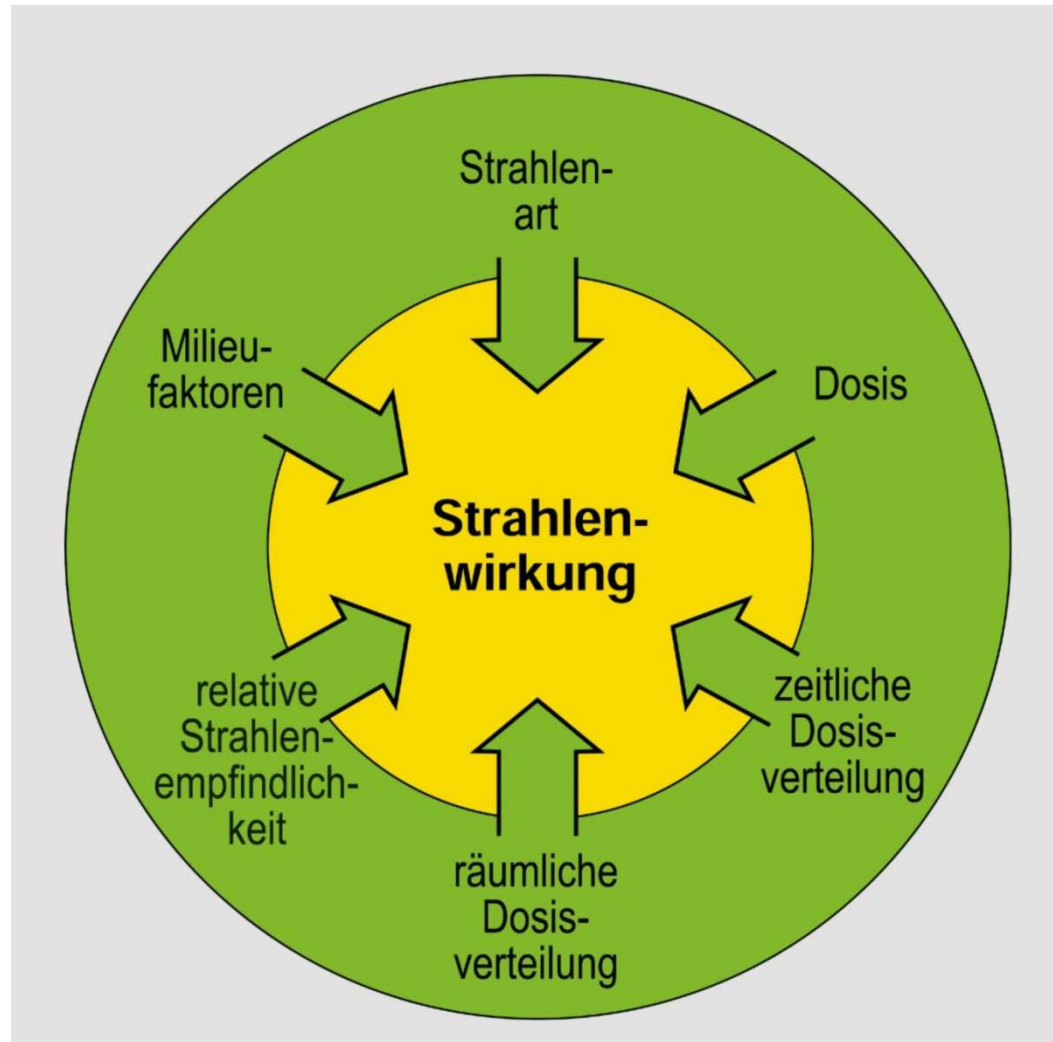 Strahlen-
art
Milieu-
faktoren
Dosis
Strahlen-
wirkung
relative
Strahlen-
empfindlich-
keit
zeitliche
Dosis-
verteilung
räumliche
Dosis-
verteilung